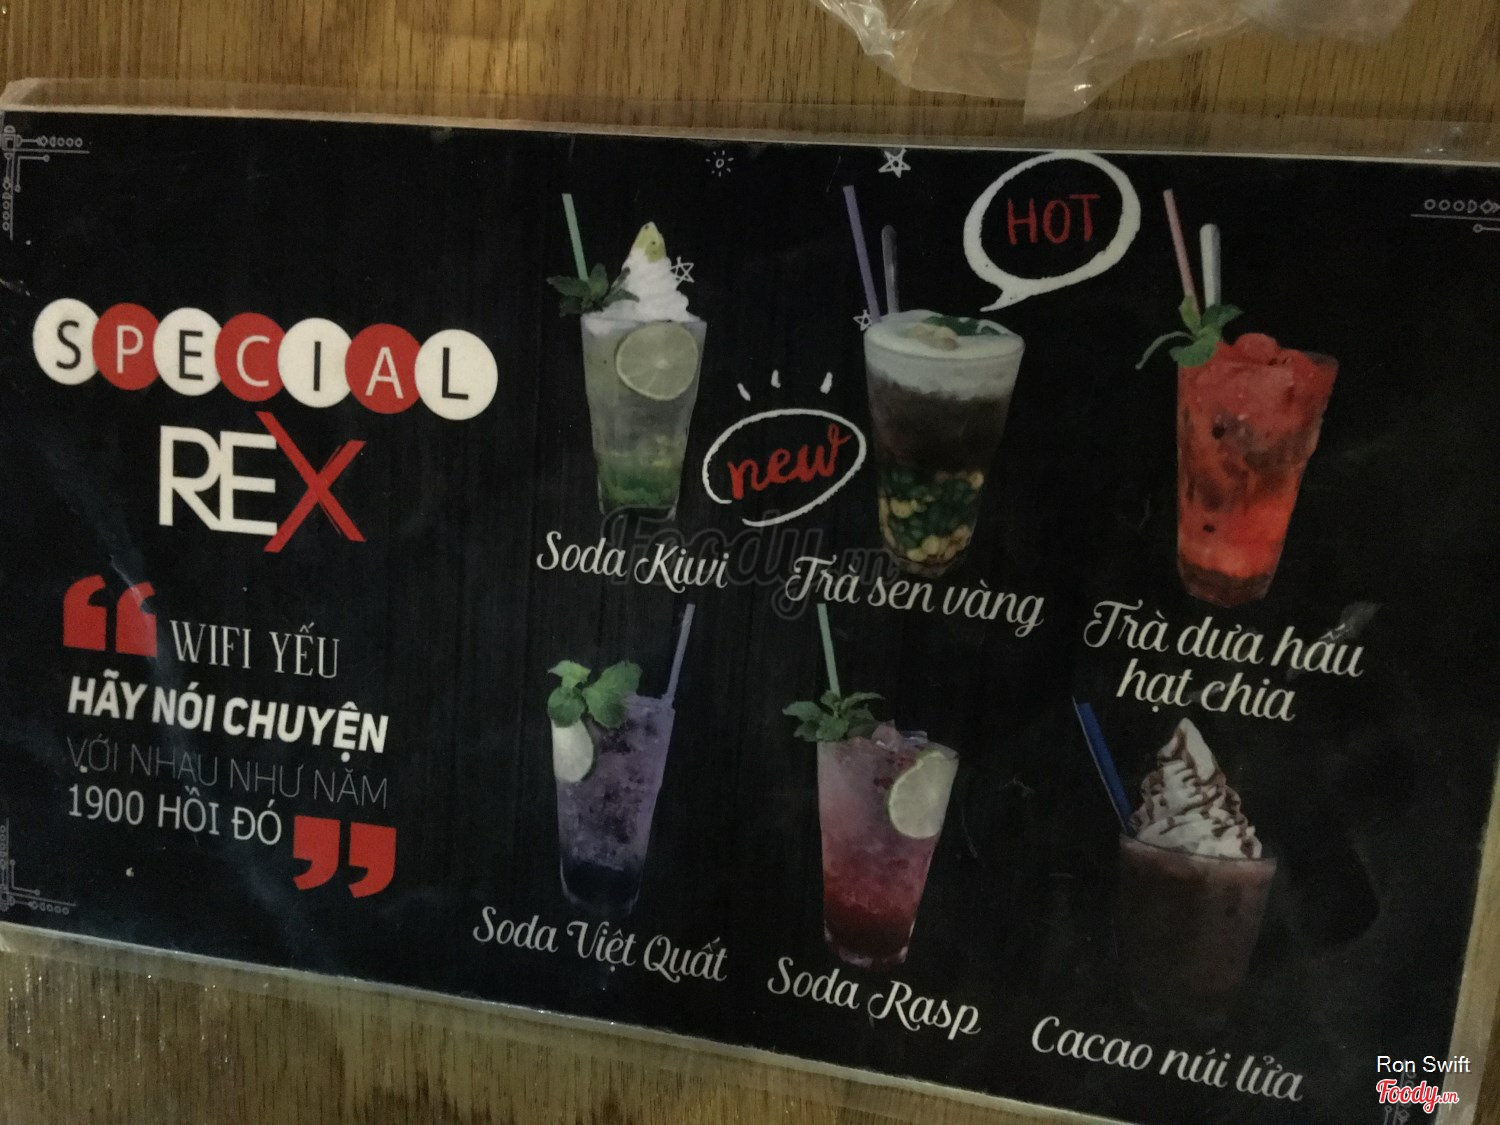 SPECIAL
REX
“ WIFI YẾU
HÃY NÓI CHUYỆN
VỚI NHAU NHƯ NĂM
1900 HỒI ĐÓ ”
HOT
new
Soda Kiwi
Trà sen vàng
Trà dưa hấu
hạt chia
Soda Việt Quất
Soda Rasp
Cacao núi lửa
Foody.vn
Ron Swift
Foody.vn